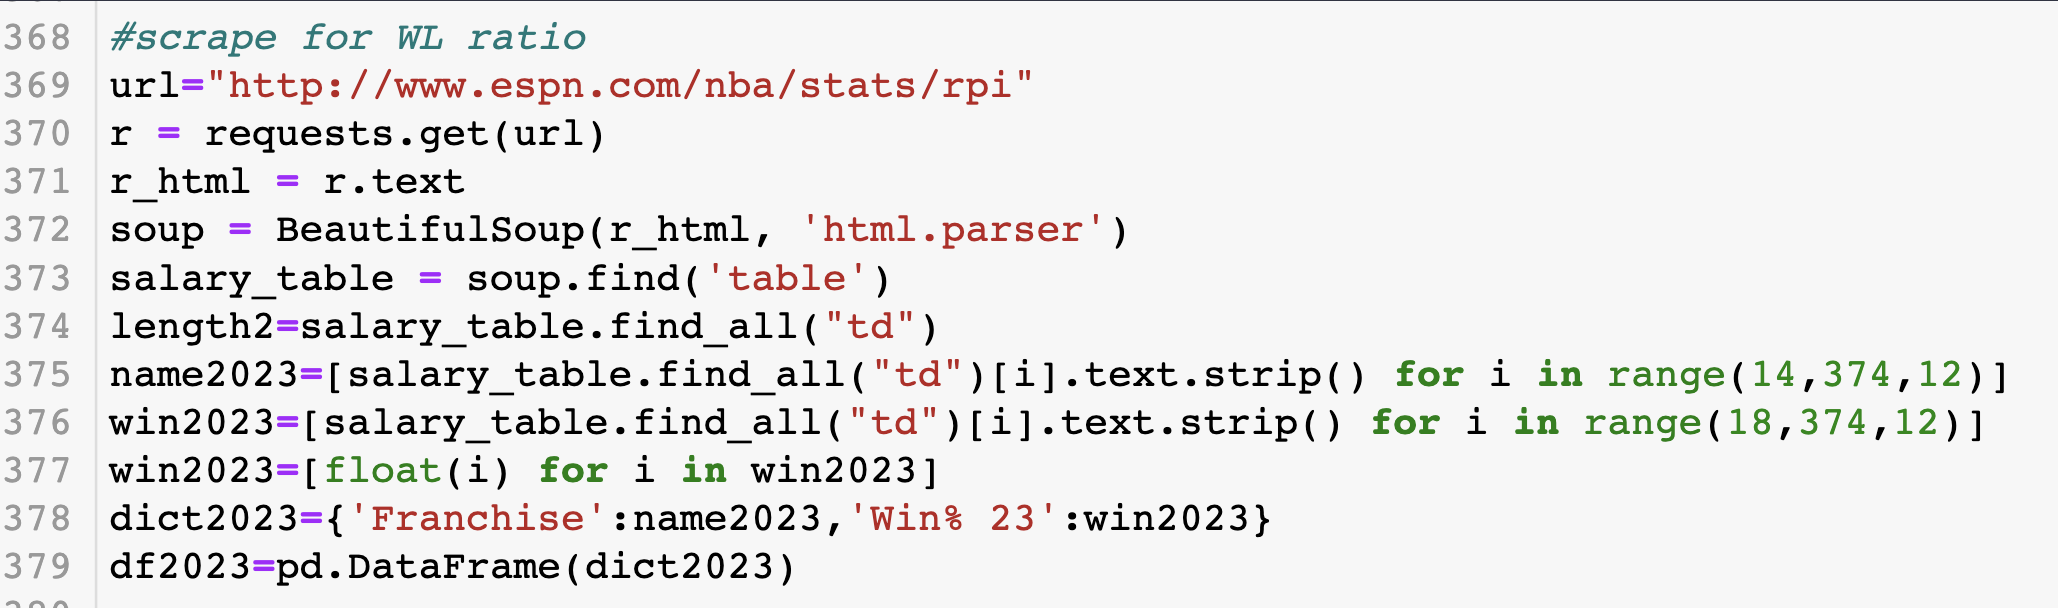 368 #scrape for WL ratio
369 url="http://www.espn.com/nba/stats/rpi"
370 r = requests.get(url)
371 r_html = r.text
372 soup = BeautifulSoup(r_html, 'html.parser')
373 salary_table = soup.find('table')
374 length2=salary_table.find_all("td")
375 name2023=[salary_table.find_all("td")[i].text.strip() for i in range(14,374,12)]
376 win2023=[salary_table.find_all("td")[i].text.strip() for i in range(18,374,12)]
377 win2023=[float(i) for i in win2023]
378 dict2023={'Franchise':name2023,'Win% 23':win2023}
379 df2023=pd.DataFrame(dict2023)